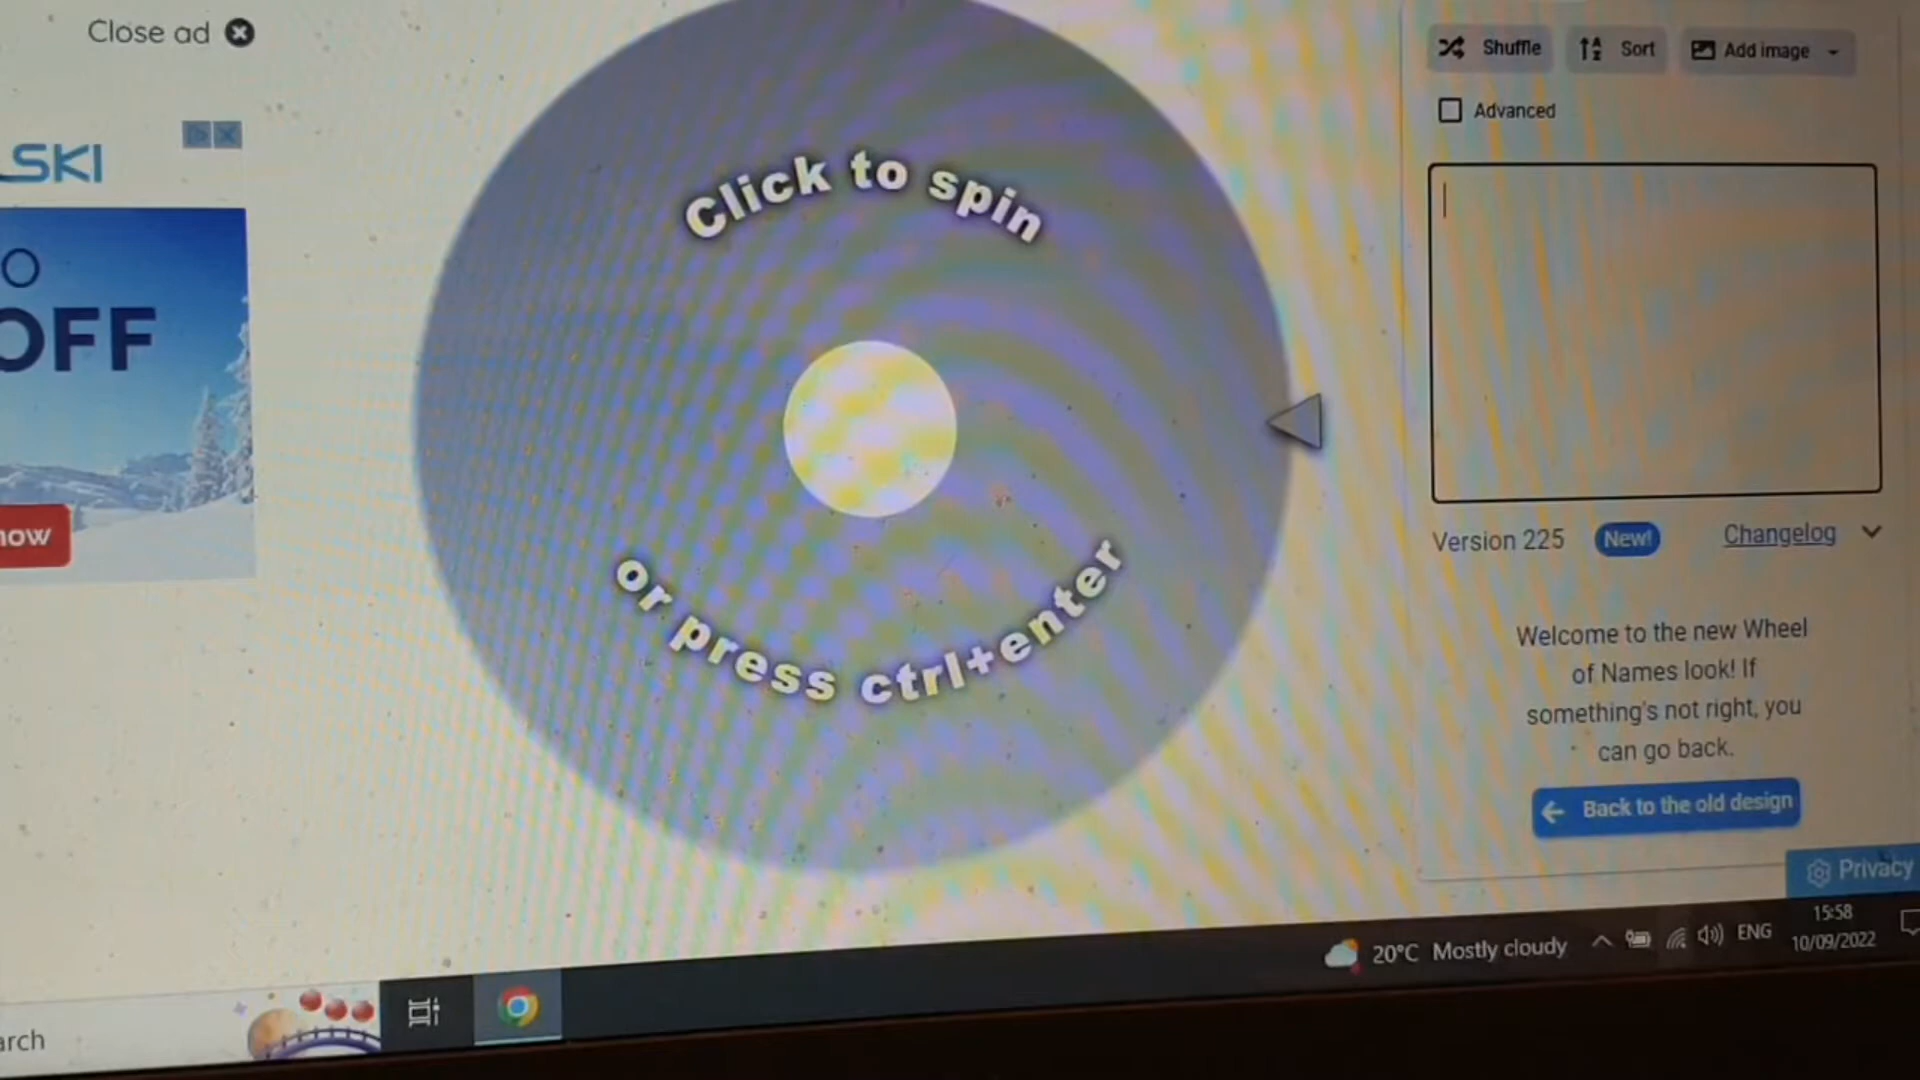 Close ad
SKI
OFF
now
Click to spin
or press ctrl+enter
Shuffle
Sort
Add image
Advanced
Version 225
New!
Changelog
Welcome to the new Wheel
of Names look! If
something's not right, you
can go back.
Back to the old design
Privacy
20°C Mostly cloudy
ENG
15:58
10/09/2022
arch